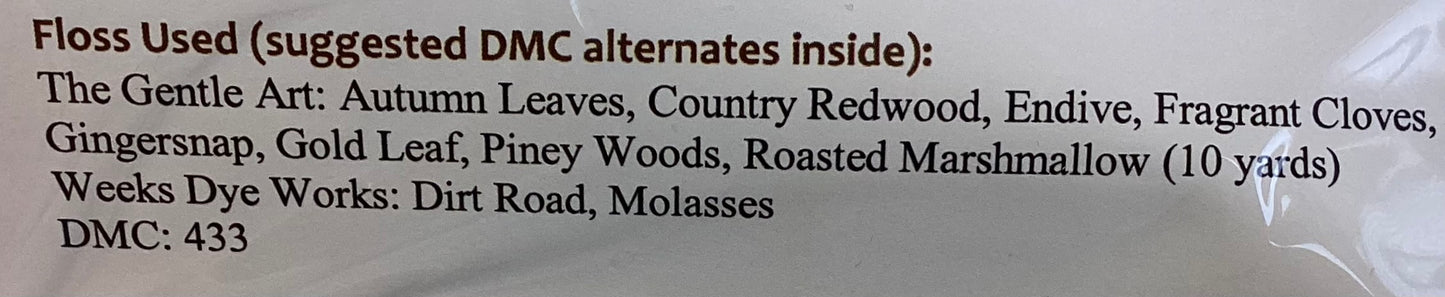 Floss Used (suggested DMC alternates inside):
The Gentle Art: Autumn Leaves, Country Redwood, Endive, Fragrant Cloves,
Gingersnap, Gold Leaf, Piney Woods, Roasted Marshmallow (10 yards)
Weeks Dye Works: Dirt Road, Molasses
DMC: 433